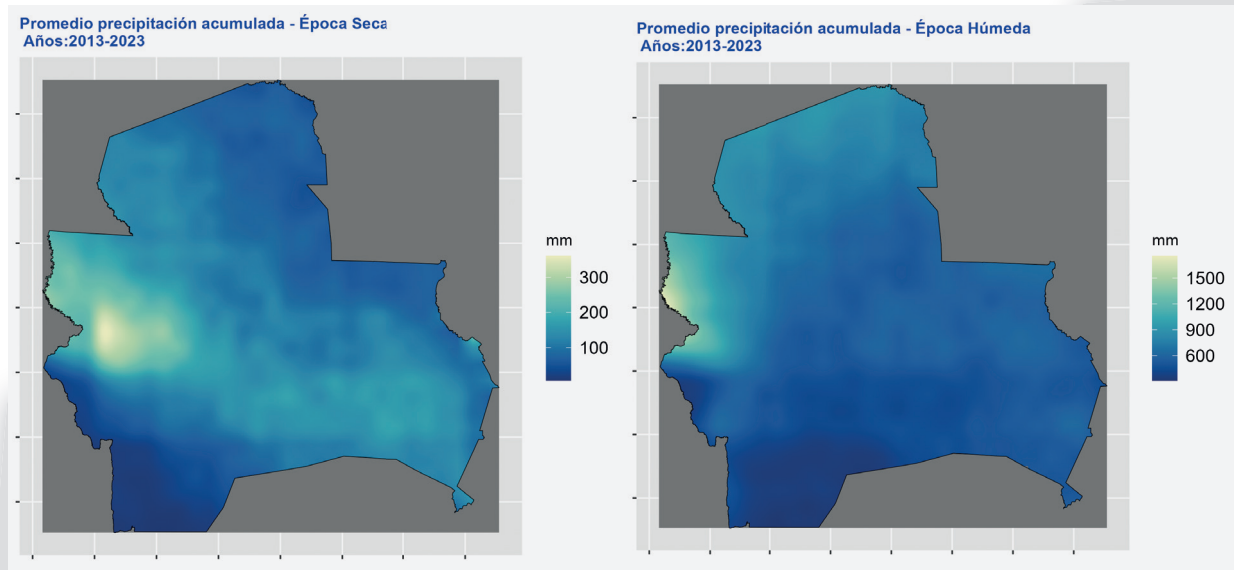 Promedio precipitación acumulada - Época Seca
Años:2013-2023
mm
300
200
100
Promedio precipitación acumulada - Época Húmeda
Años:2013-2023
mm
1500
1200
900
600